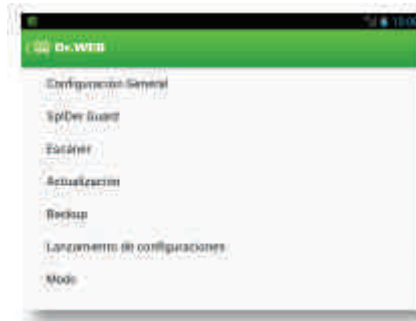 Dr.WEB
Configuración General
SpIDer Guard
Escáner
Actualización
Backup
Lanzamiento de configuraciones
Modo